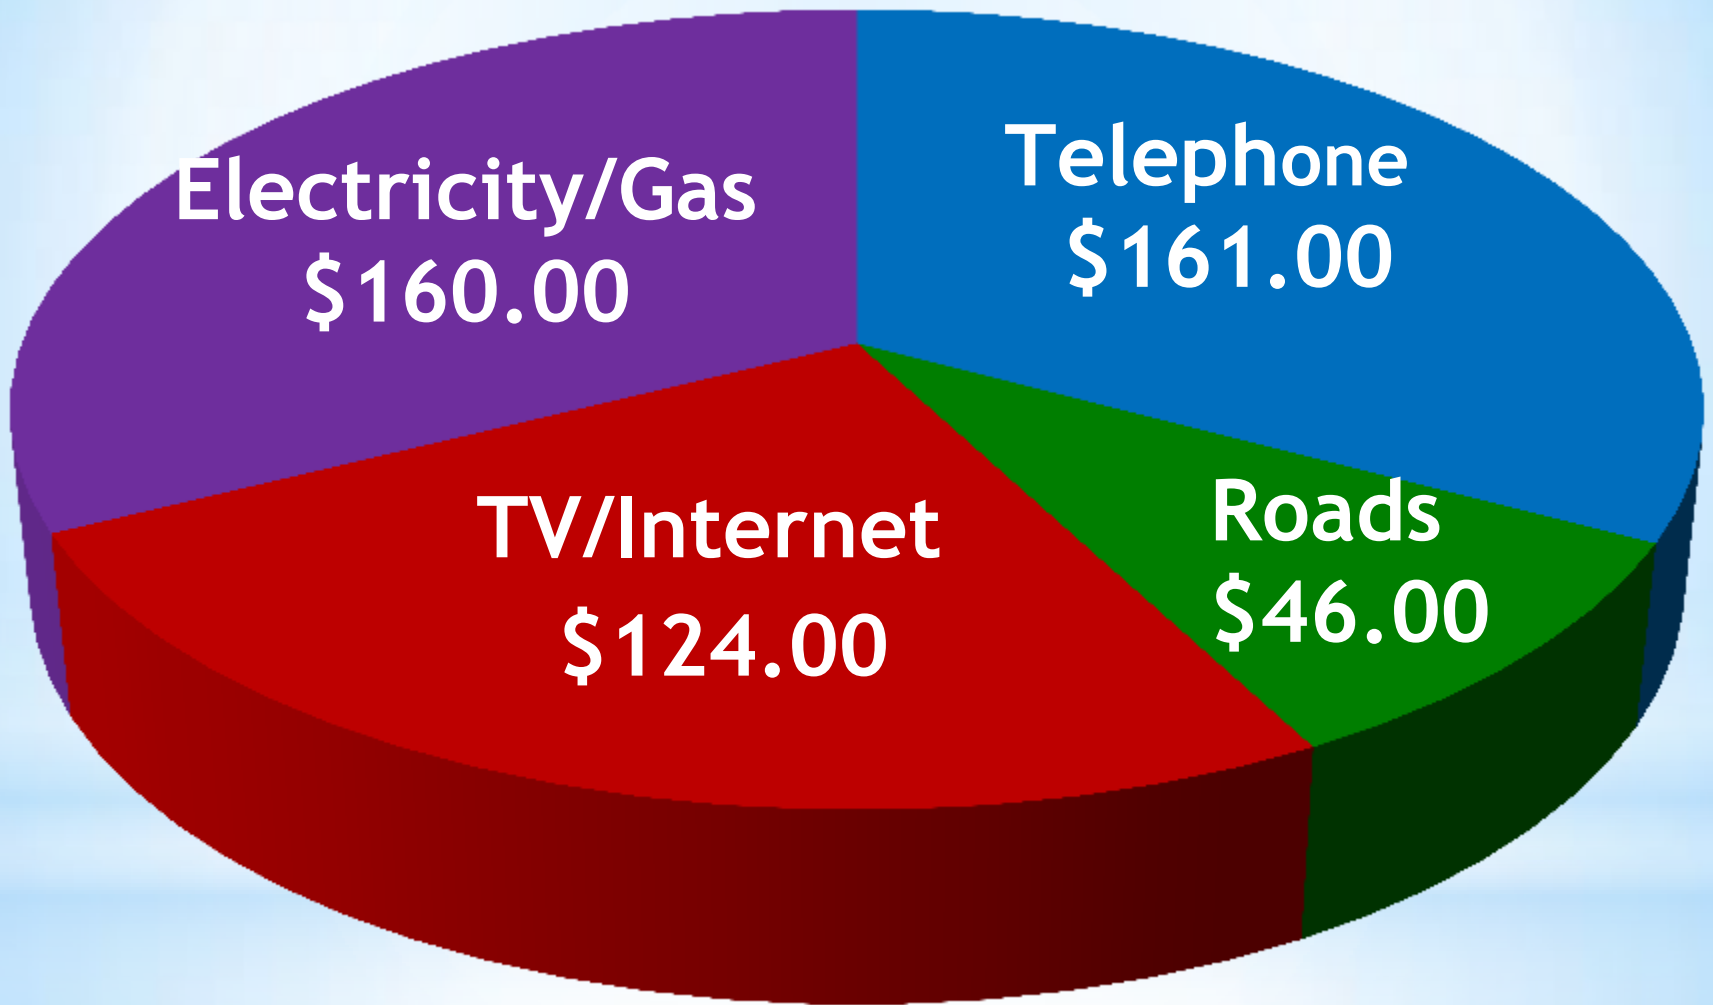 Electricity/Gas
$160.00
Telephone
$161.00
TV/Internet
$124.00
Roads
$46.00